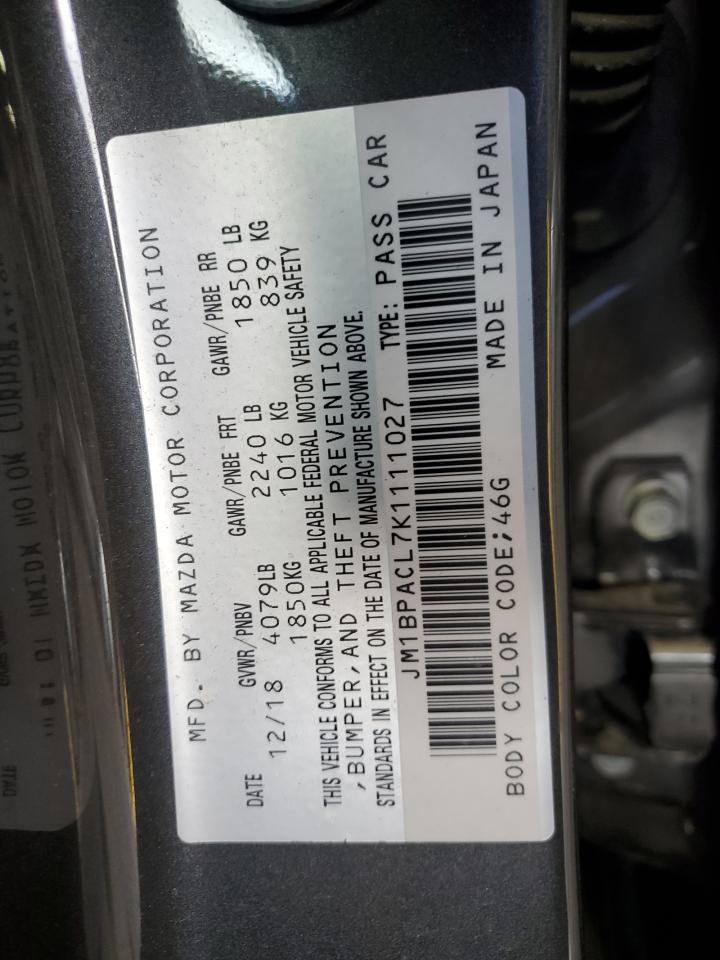 MFD. BY MAZDA MOTOR CORPORATION
DATE GVWR/PNBV GAWR/PNBE FRT GAWR/PNBE RR
12/18 4079LB 2240 LB 1850 LB
1850KG 1016 KG 839 KG
THIS VEHICLE CONFORMS TO ALL APPLICABLE FEDERAL MOTOR VEHICLE SAFETY
,BUMPER,AND THEFT PREVENTION
STANDARDS IN EFFECT ON THE DATE OF MANUFACTURE SHOWN ABOVE.
JM1BPACL7K1111027 TYPE: PASS CAR
BODY COLOR CODE;46G MADE IN JAPAN